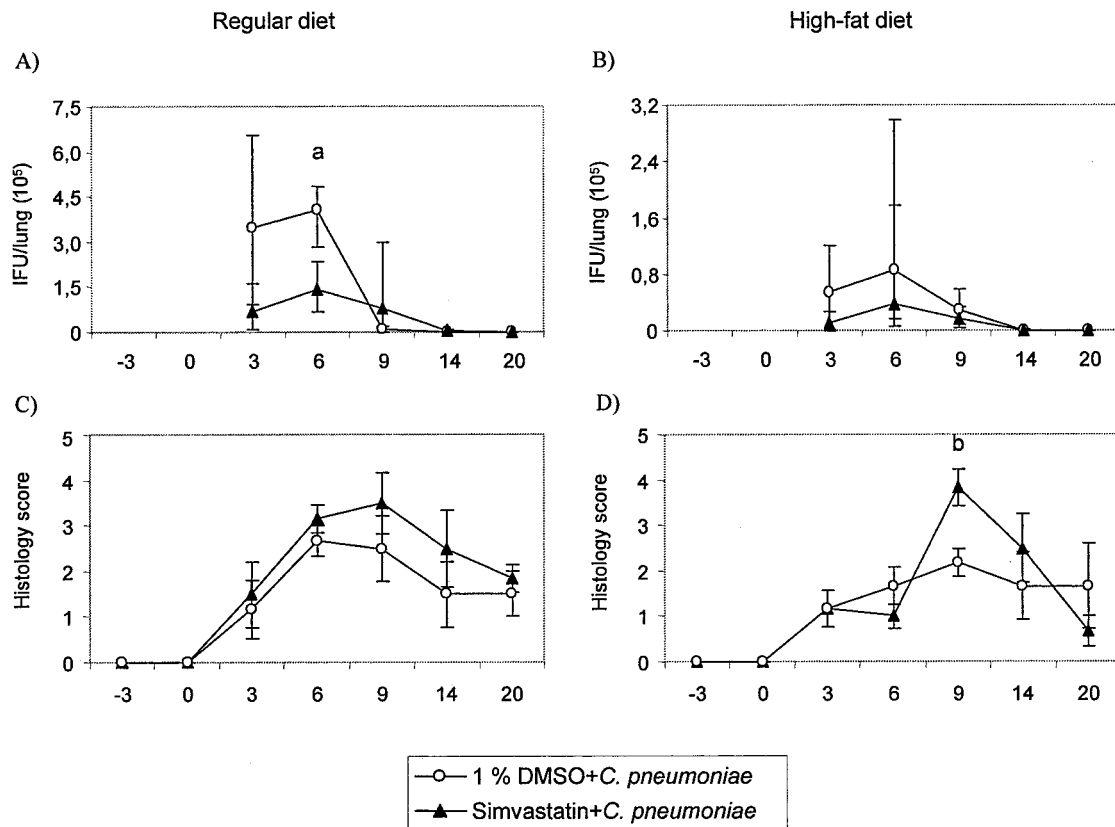 Regular diet
High-fat diet
A)
B)
7,5
6,0
4,5
3,0
1,5
0
IFU/lung (10⁵)
a
-3 0 3 6 9 14 20
3,2
2,4
1,6
0,8
0
IFU/lung (10⁵)
-3 0 3 6 9 14 20
C)
D)
5
4
3
2
1
0
Histology score
-3 0 3 6 9 14 20
5
4
3
2
1
0
Histology score
b
-3 0 3 6 9 14 20
1 % DMSO+C. pneumoniae
Simvastatin+C. pneumoniae